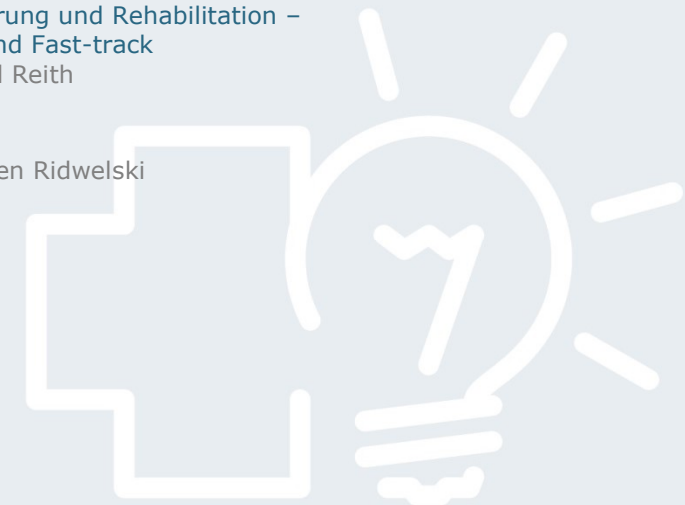 rung und Rehabilitation –
nd Fast-track
l Reith
en Ridwelski